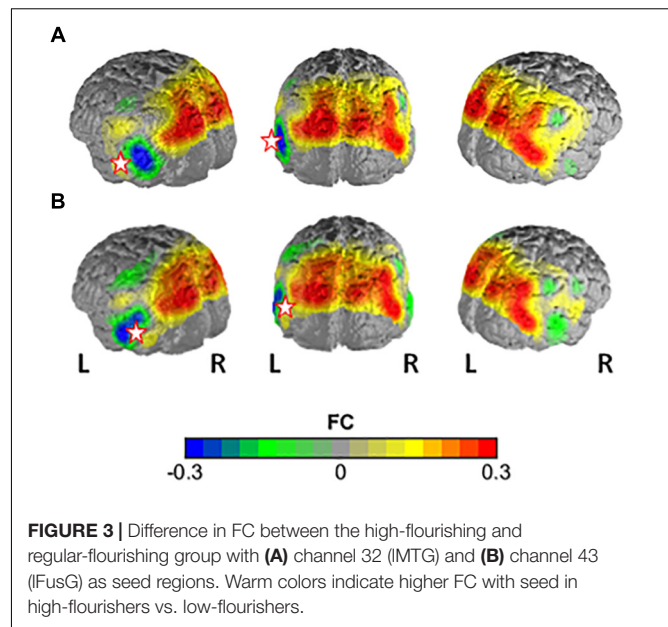 A
B
L R L R L R
FC
-0.3 0 0.3
FIGURE 3 | Difference in FC between the high-flourishing and
regular-flourishing group with (A) channel 32 (lMTG) and (B) channel 43
(lFusG) as seed regions. Warm colors indicate higher FC with seed in
high-flourishers vs. low-flourishers.